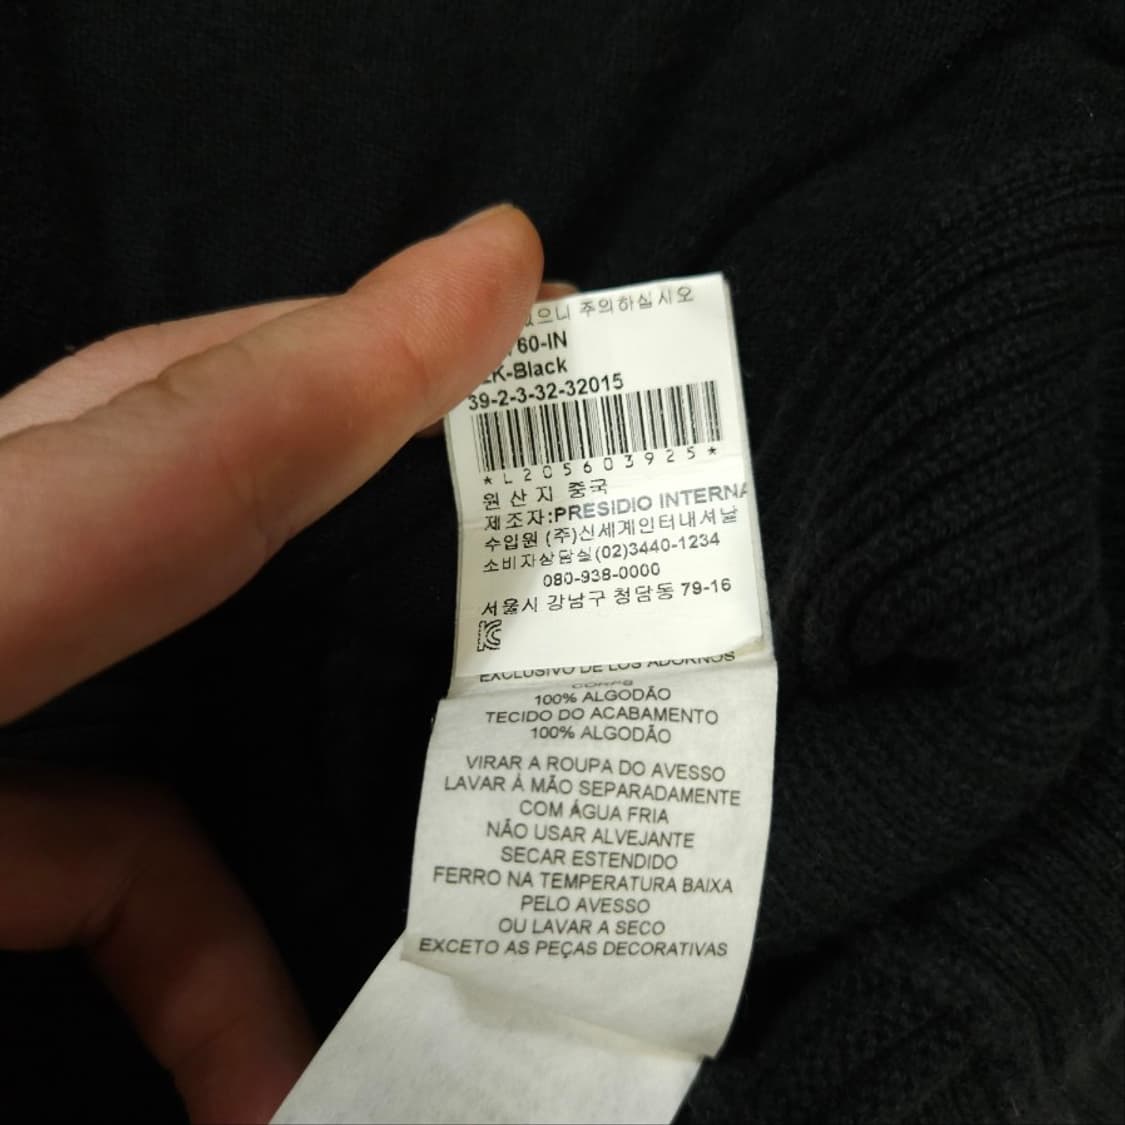 있으니 주의하십시오
760-IN
-Black
39-2-3-32-32015
*L205603925*
원산지 중국
제조자:PRESIDIO INTERNA
수입원 (주)신세계인터내셔날
소비자상담실(02)3440-1234
080-938-0000
서울시 강남구 청담동 79-16
EXCLUSIVO DE LOS ADORNOS
100% ALGODÃO
TECIDO DO ACABAMENTO
100% ALGODÃO
VIRAR A ROUPA DO AVESSO
LAVAR À MÃO SEPARADAMENTE
COM ÁGUA FRIA
NÃO USAR ALVEJANTE
SECAR ESTENDIDO
FERRO NA TEMPERATURA BAIXA
PELO AVESSO
OU LAVAR A SECO
EXCETO AS PEÇAS DECORATIVAS